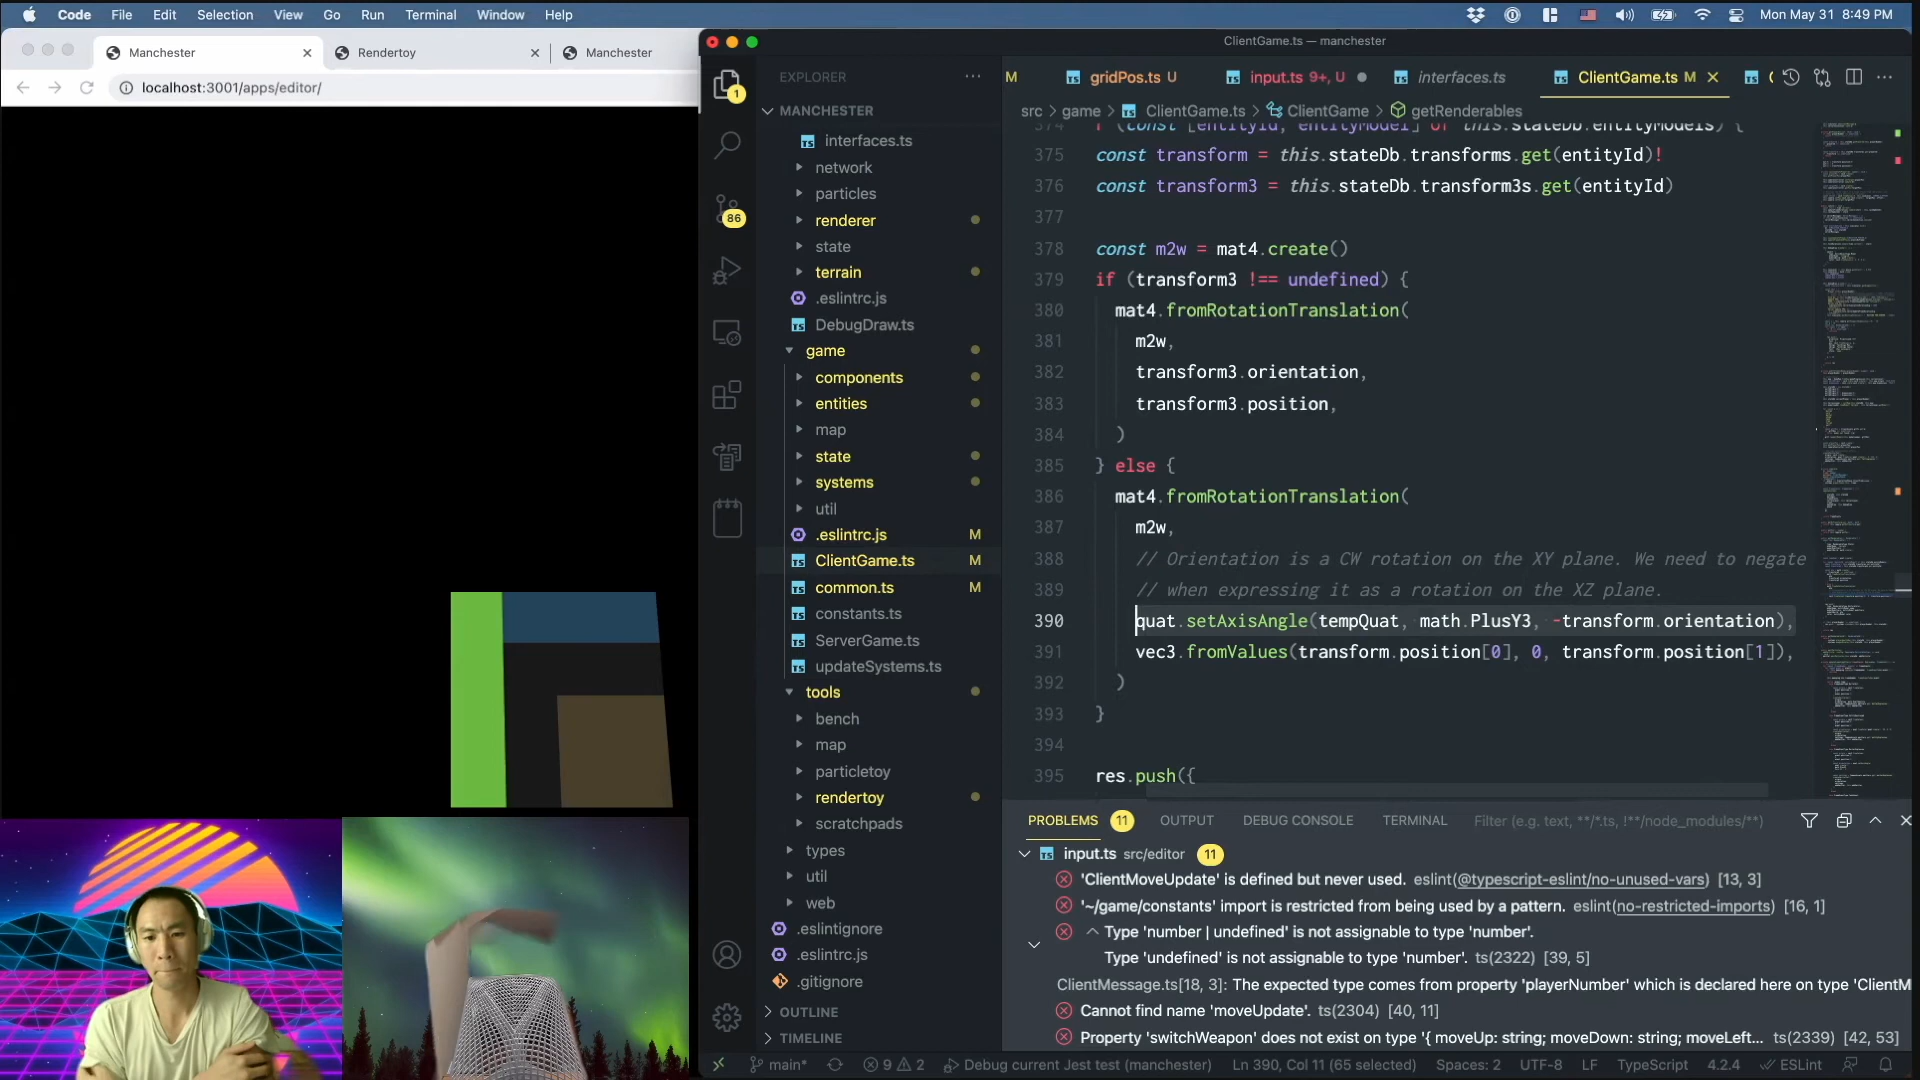 Code File Edit Selection View Go Run Terminal Window Help Mon May 31 8:49 PM
Manchester Rendertoy Manchester
localhost:3001/apps/editor/
ClientGame.ts — manchester
EXPLORER
MANCHESTER
interfaces.ts
network
particles
renderer
state
terrain
.eslintrc.js
DebugDraw.ts
game
components
entities
map
state
systems
util
.eslintrc.js M
ClientGame.ts M
common.ts M
constants.ts
ServerGame.ts
updateSystems.ts
tools
bench
map
particletoy
rendertoy
scratchpads
types
util
web
.eslintignore
.eslintrc.js
.gitignore
OUTLINE
TIMELINE
1
86
M gridPos.ts U input.ts 9+, U interfaces.ts ClientGame.ts M
src > game > ClientGame.ts > ClientGame > getRenderables
(const [entityId, entityModel] of this.stateDb.entityModels) {
375 const transform = this.stateDb.transforms.get(entityId)!
376 const transform3 = this.stateDb.transform3s.get(entityId)
377
378 const m2w = mat4.create()
379 if (transform3 !== undefined) {
380 mat4.fromRotationTranslation(
381 m2w,
382 transform3.orientation,
383 transform3.position,
384 )
385 } else {
386 mat4.fromRotationTranslation(
387 m2w,
388 // Orientation is a CW rotation on the XY plane. We need to negate
389 // when expressing it as a rotation on the XZ plane.
390 quat.setAxisAngle(tempQuat, math.PlusY3, -transform.orientation),
391 vec3.fromValues(transform.position[0], 0, transform.position[1]),
392 )
393 }
394
395 res.push({
PROBLEMS 11 OUTPUT DEBUG CONSOLE TERMINAL Filter (e.g. text, **/*.ts, !**/node_modules/**)
input.ts src/editor 11
'ClientMoveUpdate' is defined but never used. eslint(@typescript-eslint/no-unused-vars) [13, 3]
'~/game/constants' import is restricted from being used by a pattern. eslint(no-restricted-imports) [16, 1]
Type 'number | undefined' is not assignable to type 'number'.
Type 'undefined' is not assignable to type 'number'. ts(2322) [39, 5]
ClientMessage.ts[18, 3]: The expected type comes from property 'playerNumber' which is declared here on type 'ClientM
Cannot find name 'moveUpdate'. ts(2304) [40, 11]
Property 'switchWeapon' does not exist on type '{ moveUp: string; moveDown: string; moveLeft... ts(2339) [42, 53]
main* 9 2 Debug current Jest test (manchester) Ln 390, Col 11 (65 selected) Spaces: 2 UTF-8 LF TypeScript 4.2.4 ESLint